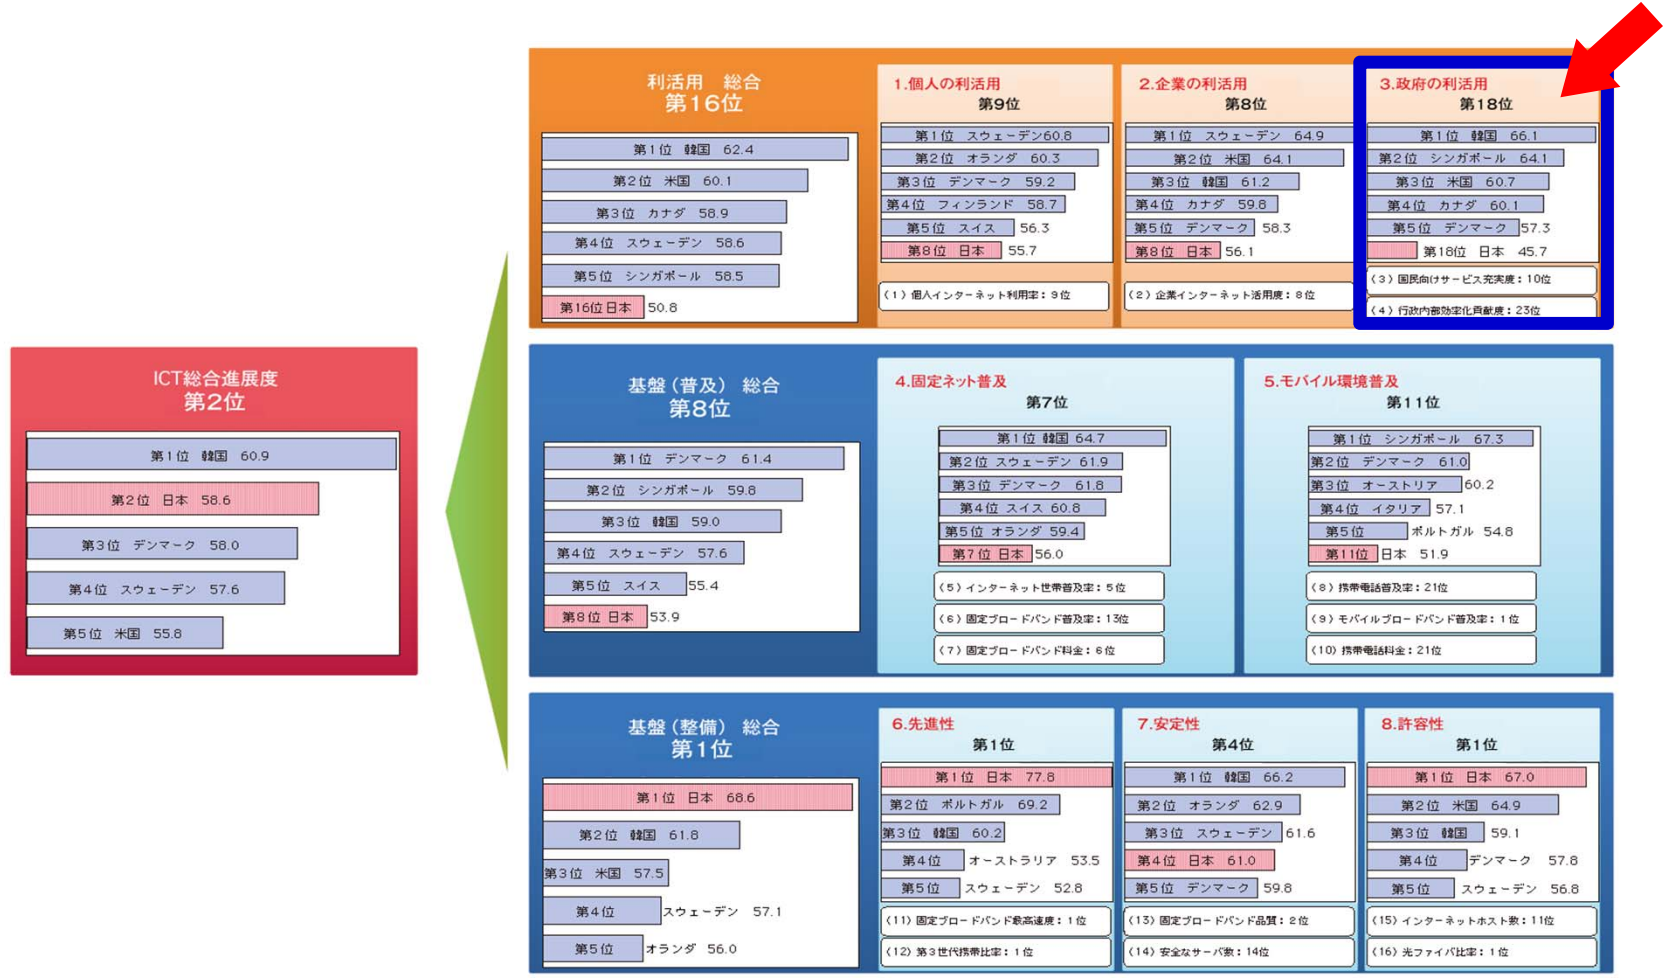 利活用　総合
第16位
第1位 韓国 62.4
第2位 米国 60.1
第3位 カナダ 58.9
第4位 スウェーデン 58.6
第5位 シンガポール 58.5
第16位 日本 50.8
1.個人の利活用
第9位
第1位 スウェーデン60.8
第2位 オランダ 60.3
第3位 デンマーク 59.2
第4位 フィンランド 58.7
第5位 スイス 56.3
第8位 日本 55.7
(1) 個人インターネット利用率：9位
2.企業の利活用
第8位
第1位 スウェーデン 64.9
第2位 米国 64.1
第3位 韓国 61.2
第4位 カナダ 59.8
第5位 デンマーク 58.3
第8位 日本 56.1
(2) 企業インターネット活用度：8位
3.政府の利活用
第18位
第1位 韓国 66.1
第2位 シンガポール 64.1
第3位 米国 60.7
第4位 カナダ 60.1
第5位 デンマーク 57.3
第18位 日本 45.7
(3) 国民向けサービス充実度：10位
(4) 行政内部効率化貢献度：23位
ICT総合進展度
第2位
第1位 韓国 60.9
第2位 日本 58.6
第3位 デンマーク 58.0
第4位 スウェーデン 57.6
第5位 米国 55.8
基盤（普及）　総合
第8位
第1位 デンマーク 61.4
第2位 シンガポール 59.8
第3位 韓国 59.0
第4位 スウェーデン 57.6
第5位 スイス 55.4
第8位 日本 53.9
4.固定ネット普及
第7位
第1位 韓国 64.7
第2位 スウェーデン 61.9
第3位 デンマーク 61.8
第4位 スイス 60.8
第5位 オランダ 59.4
第7位 日本 56.0
(5) インターネット世帯普及率：5位
(6) 固定ブロードバンド普及率：13位
(7) 固定ブロードバンド料金：6位
5.モバイル環境普及
第11位
第1位 シンガポール 67.3
第2位 デンマーク 61.0
第3位 オーストリア 60.2
第4位 イタリア 57.1
第5位 ポルトガル 54.8
第11位 日本 51.9
(8) 携帯電話普及率：21位
(9) モバイルブロードバンド普及率：1位
(10) 携帯電話料金：21位
基盤（整備）　総合
第1位
第1位 日本 68.6
第2位 韓国 61.8
第3位 米国 57.5
第4位 スウェーデン 57.1
第5位 オランダ 56.0
6.先進性
第1位
第1位 日本 77.8
第2位 ポルトガル 69.2
第3位 韓国 60.2
第4位 オーストラリア 53.5
第5位 スウェーデン 52.8
(11) 固定ブロードバンド最高速度：1位
(12) 第3世代携帯比率：1位
7.安定性
第4位
第1位 韓国 66.2
第2位 オランダ 62.9
第3位 スウェーデン 61.6
第4位 日本 61.0
第5位 デンマーク 59.8
(13) 固定ブロードバンド品質：2位
(14) 安全なサーバ数：14位
8.許容性
第1位
第1位 日本 67.0
第2位 米国 64.9
第3位 韓国 59.1
第4位 デンマーク 57.8
第5位 スウェーデン 56.8
(15) インターネットホスト数：11位
(16) 光ファイバ比率：1位